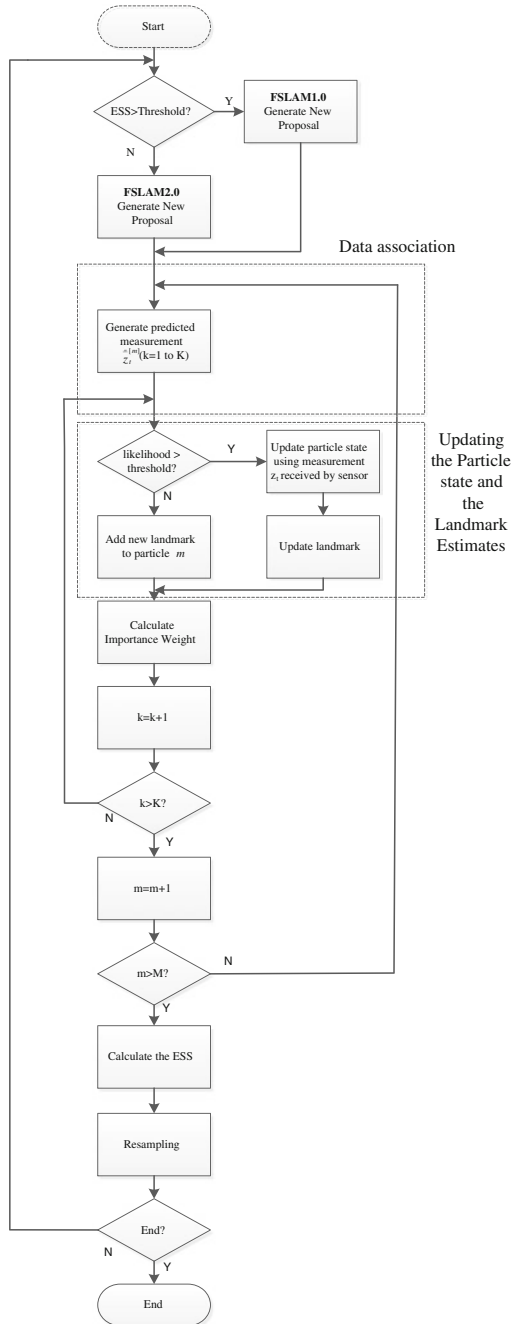 Start
ESS>Threshold?
Y
FSLAM1.0
Generate New
Proposal
N
FSLAM2.0
Generate New
Proposal
Data association
Generate predicted
measurement
ẑₜ^[m](k=1 to K)
likelihood >
threshold?
Y
Update particle state
using measurement
zₜ received by sensor
N
Add new landmark
to particle m
Update landmark
Updating
the Particle
state and
the
Landmark
Estimates
Calculate
Importance Weight
k=k+1
k>K?
N
Y
m=m+1
m>M?
N
Y
Calculate the ESS
Resampling
End?
N
Y
End